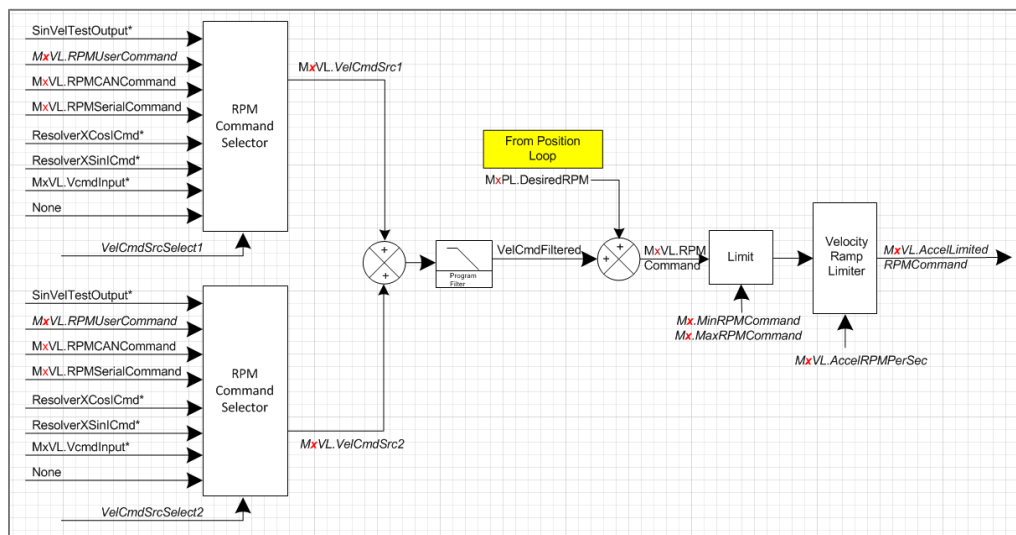 SinVelTestOutput*
MxVL.RPMUserCommand
MxVL.RPMCANCommand
MxVL.RPMSerialCommand
ResolverXCosICmd*
ResolverXSinICmd*
MxVL.VcmdInput*
None
VelCmdSrcSelect1
RPM
Command
Selector
MxVL.VelCmdSrc1
SinVelTestOutput*
MxVL.RPMUserCommand
MxVL.RPMCANCommand
MxVL.RPMSerialCommand
ResolverXCosICmd*
ResolverXSinICmd*
MxVL.VcmdInput*
None
VelCmdSrcSelect2
RPM
Command
Selector
MxVL.VelCmdSrc2
+
+
Program
Filter
VelCmdFiltered
From Position
Loop
MxPL.DesiredRPM
+
+
MxVL.RPM
Command
Limit
Mx.MinRPMCommand
Mx.MaxRPMCommand
Velocity
Ramp
Limiter
MxVL.AccelRPMPerSec
MxVL.AccelLimited
RPMCommand